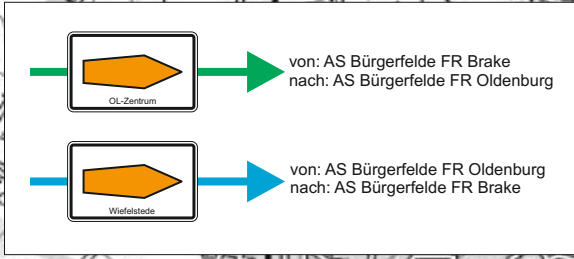 OL-Zentrum
von: AS Bürgerfelde FR Brake
nach: AS Bürgerfelde FR Oldenburg
Wiefelstede
von: AS Bürgerfelde FR Oldenburg
nach: AS Bürgerfelde FR Brake